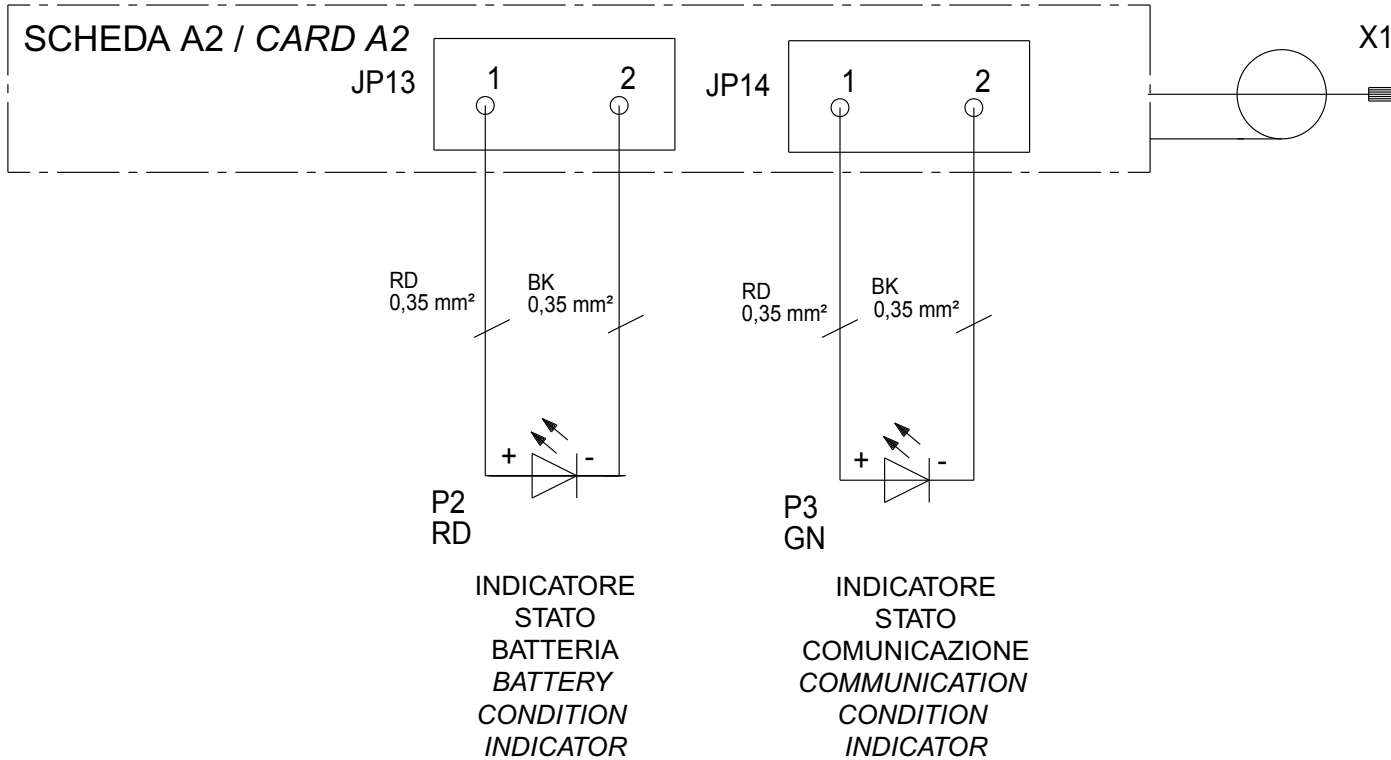 SCHEDA A2 / CARD A2
X1
JP13
1
2
JP14
1
2
RD
0,35 mm²
BK
0,35 mm²
RD
0,35 mm²
BK
0,35 mm²
+
-
+
-
P2
RD
P3
GN
INDICATORE
STATO
BATTERIA
BATTERY
CONDITION
INDICATOR
INDICATORE
STATO
COMUNICAZIONE
COMMUNICATION
CONDITION
INDICATOR